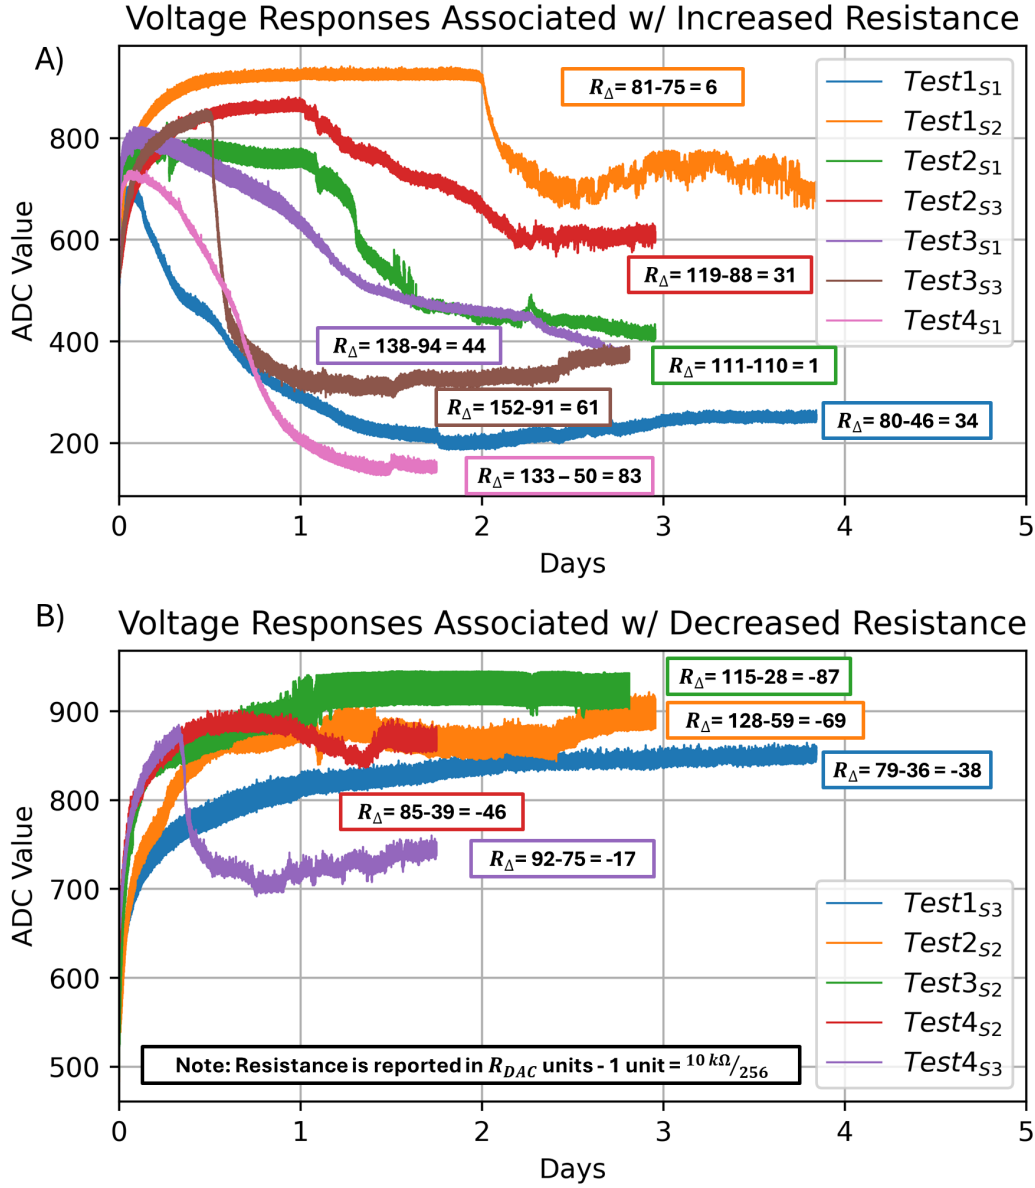 Voltage Responses Associated w/ Increased Resistance
A)
ADC Value
800
600
400
200
0 1 2 3 4 5
Days
R_Δ= 81-75 = 6
R_Δ= 119-88 = 31
R_Δ= 138-94 = 44
R_Δ= 111-110 = 1
R_Δ= 152-91 = 61
R_Δ= 80-46 = 34
R_Δ= 133 – 50 = 83
Test1_S1
Test1_S2
Test2_S1
Test2_S3
Test3_S1
Test3_S3
Test4_S1
B)
Voltage Responses Associated w/ Decreased Resistance
ADC Value
900
800
700
600
500
0 1 2 3 4 5
Days
R_Δ= 115-28 = -87
R_Δ= 128-59 = -69
R_Δ= 79-36 = -38
R_Δ= 85-39 = -46
R_Δ= 92-75 = -17
Test1_S3
Test2_S2
Test3_S2
Test4_S2
Test4_S3
Note: Resistance is reported in R_DAC units - 1 unit = 10 kΩ/256